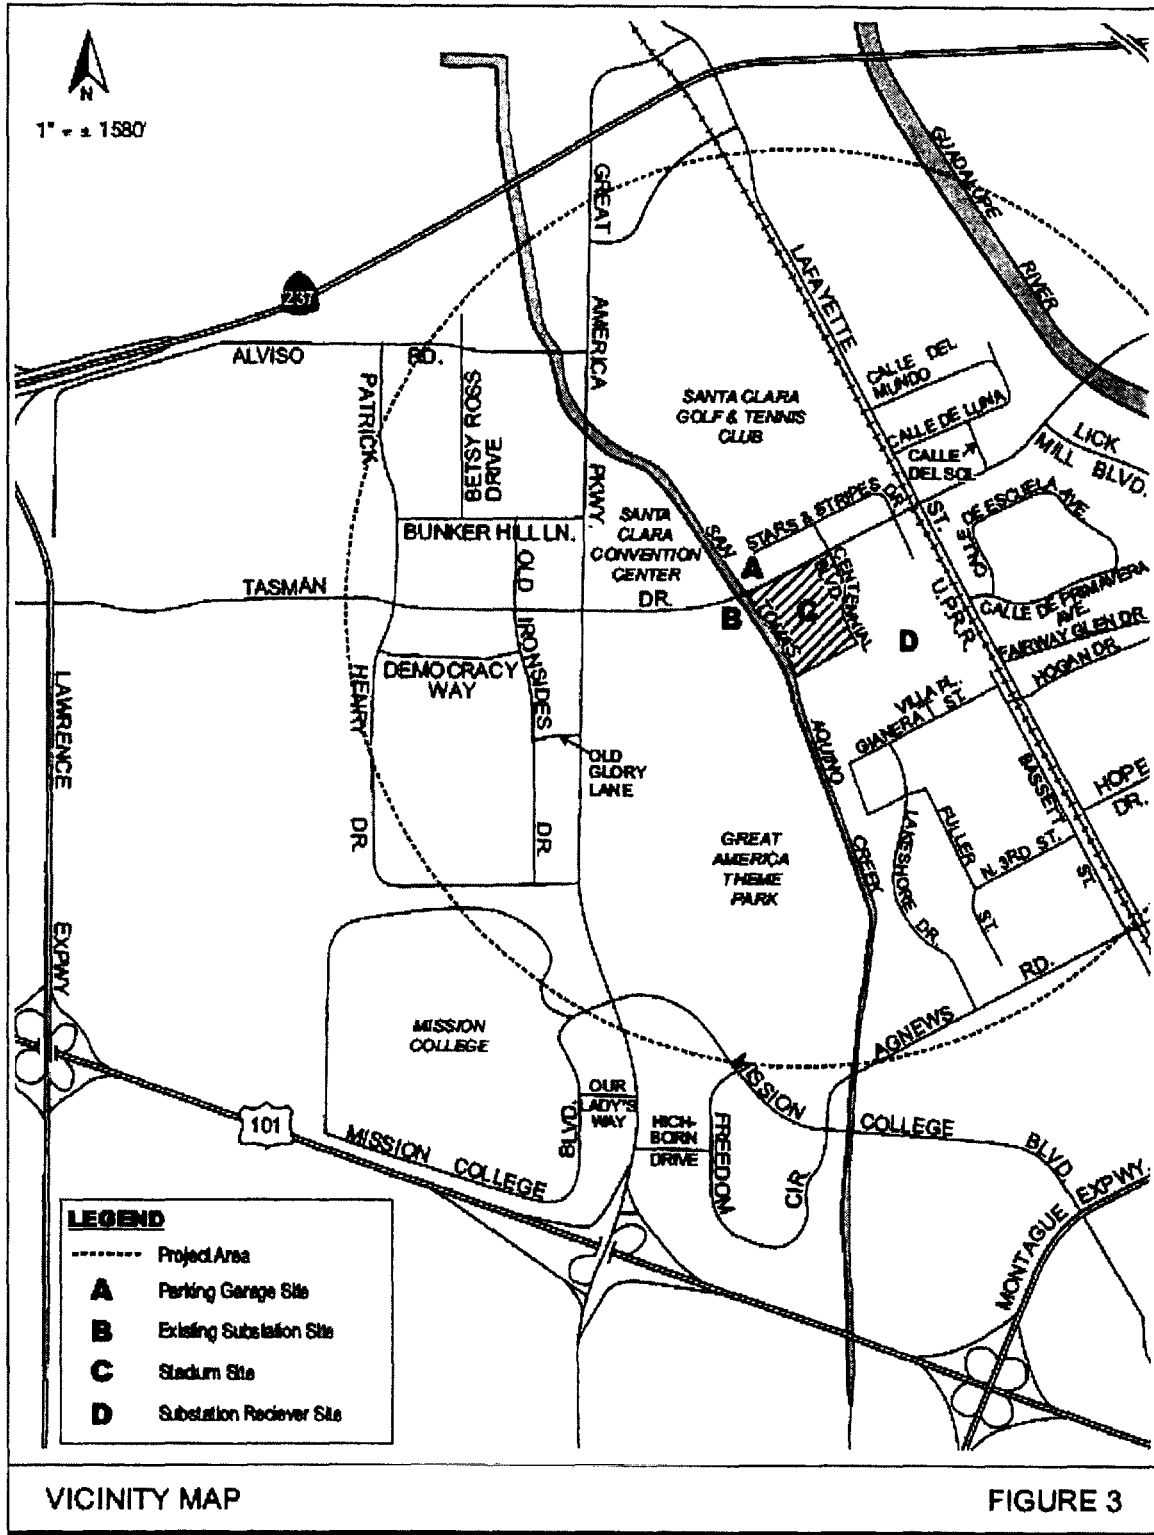 N
1" = ± 1580'
GUADALUPE
RIVER
GREAT
AMERICA
PKWY.
LAFAYETTE
ST.
237
ALVISO
RD.
PATRICK
HENRY
DR.
BETSY ROSS
DRIVE
SANTA CLARA
GOLF & TENNIS
CLUB
CALLE DEL
MUNDO
CALLE DE LUNA
CALLE
DEL SOL
LICK
MILL BLVD.
BUNKER HILL LN.
SANTA
CLARA
CONVENTION
CENTER
SAN
TOMAS
AQUINO
CREEK
STARS & STRIPES
DR.
DE ESCUELA AVE.
TASMAN
DR.
OLD
IRONSIDES
DR.
A
B
C
D
CENTENNIAL
BLVD.
U.P.R.R.
CALLE DE PRIMAVERA
AVE.
FAIRWAY GLEN DR.
HOGAN DR.
DEMOCRACY
WAY
VILLA PL.
GIANERA ST.
OLD
GLORY
LANE
LAWRENCE
EXPWY
BASSETT
ST.
HOPE
DR.
GREAT
AMERICA
THEME
PARK
LAKESHORE DR.
FULLER
ST.
N. 3RD ST.
AGNEWS
RD.
MISSION
COLLEGE
OUR
LADY'S
WAY
BLVD.
HICH-
BORN
DRIVE
FREEDOM
CIR.
MISSION
COLLEGE
BLVD.
101
MISSION COLLEGE
MONTAGUE EXPWY.
LEGEND
Project Area
A Parking Garage Site
B Existing Substation Site
C Stadium Site
D Substation Reciever Site
VICINITY MAP
FIGURE 3